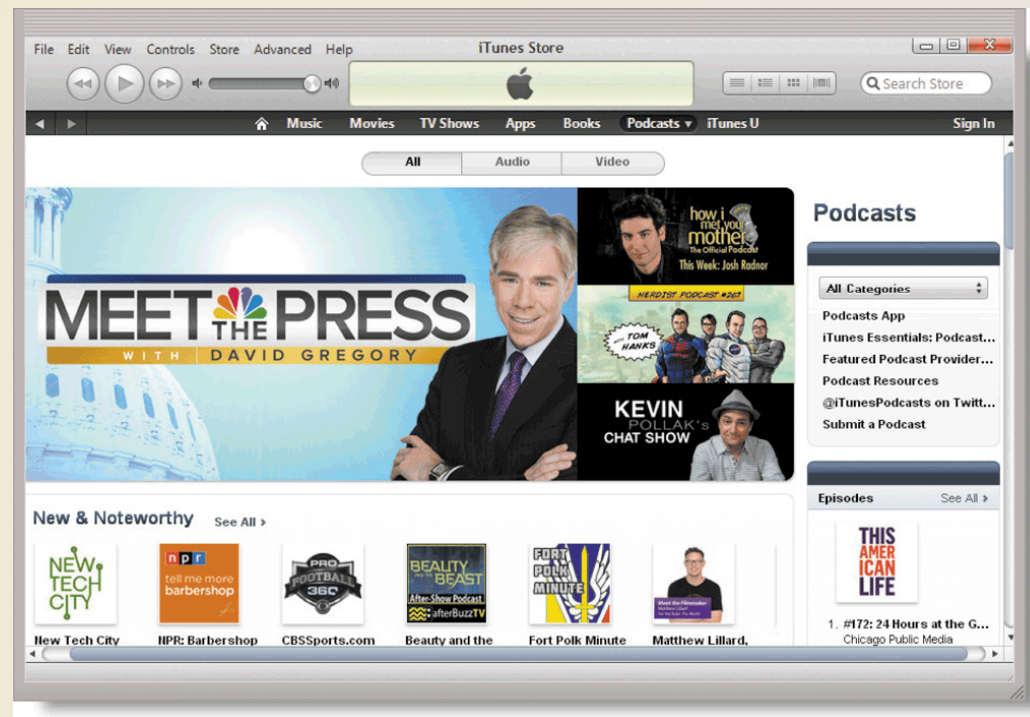 iTunes Store
File Edit View Controls Store Advanced Help
Search Store
Music Movies TV Shows Apps Books Podcasts iTunes U Sign In
All Audio Video
MEET THE PRESS
WITH DAVID GREGORY
how i
met your
mother
The Official Podcast
This Week: Josh Radnor
NERDIST PODCAST #267
WITH TOM
HANKS
KEVIN
POLLAK's
CHAT SHOW
Podcasts
All Categories
Podcasts App
iTunes Essentials: Podcast...
Featured Podcast Provider...
Podcast Resources
@iTunesPodcasts on Twitt...
Submit a Podcast
New & Noteworthy See All ›
NEW
TECH
CITY
New Tech City
npr
tell me more
barbershop
NPR: Barbershop
PRO
FOOTBALL
360
CBSSports.com
BEAUTY
AND THE
BEAST
After-Show Podcast
afterBuzzTV
Beauty and the
FORT
POLK
MINUTE
Fort Polk Minute
Meet the Filmmaker
Matthew Lillard
Matthew Lillard,
Episodes See All ›
THIS
AMER
ICAN
LIFE
1. #172: 24 Hours at the G...
Chicago Public Media